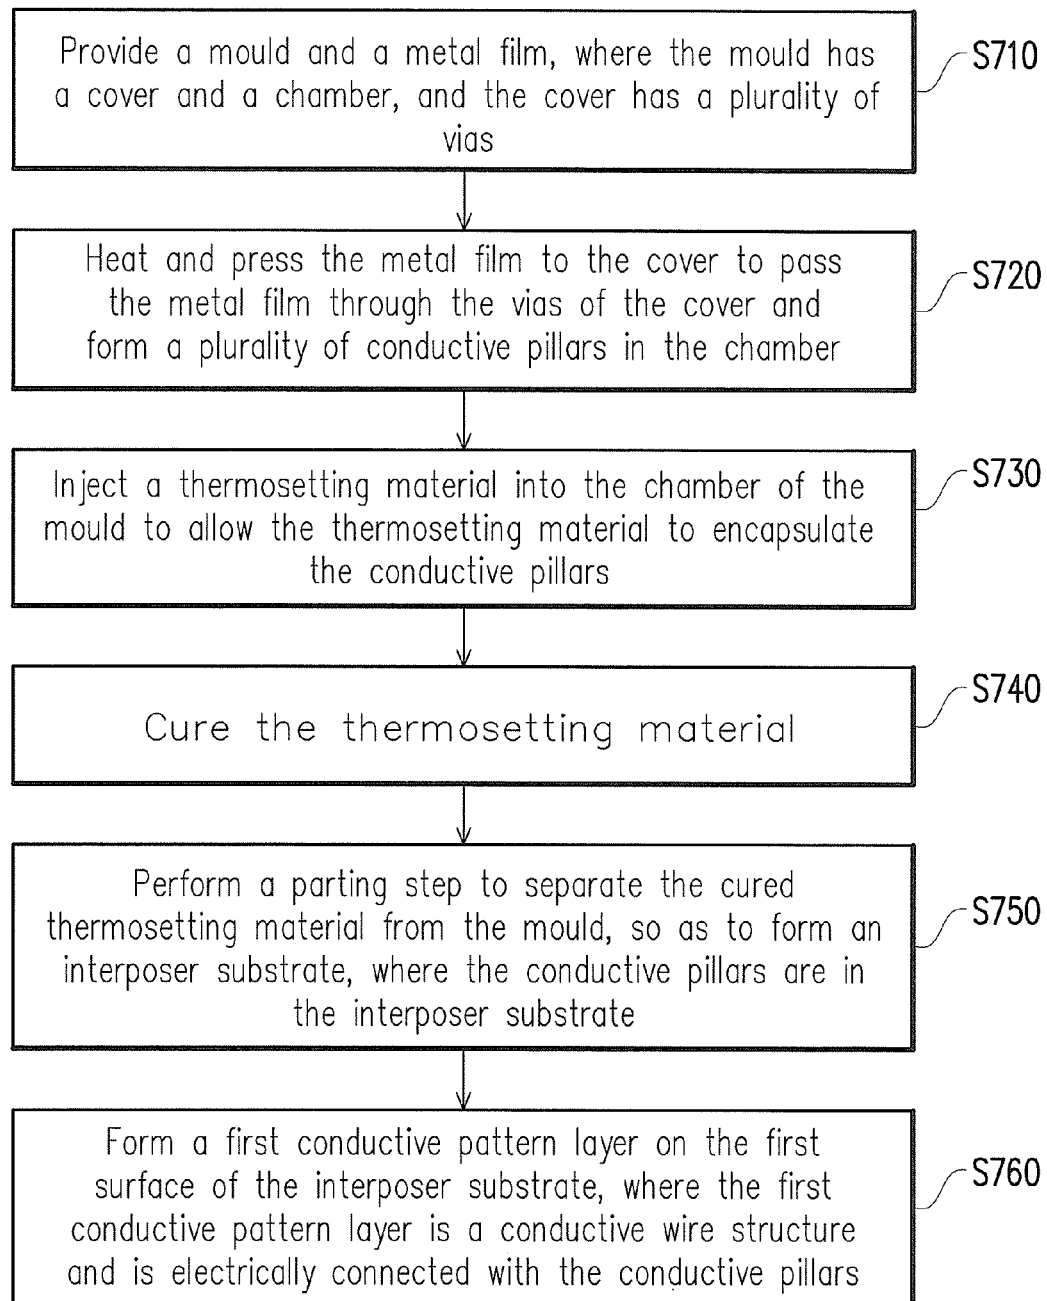 Provide a mould and a metal film, where the mould has
a cover and a chamber, and the cover has a plurality of
vias
S710
Heat and press the metal film to the cover to pass
the metal film through the vias of the cover and
form a plurality of conductive pillars in the chamber
S720
Inject a thermosetting material into the chamber of the
mould to allow the thermosetting material to encapsulate
the conductive pillars
S730
Cure the thermosetting material
S740
Perform a parting step to separate the cured
thermosetting material from the mould, so as to form an
interposer substrate, where the conductive pillars are in
the interposer substrate
S750
Form a first conductive pattern layer on the first
surface of the interposer substrate, where the first
conductive pattern layer is a conductive wire structure
and is electrically connected with the conductive pillars
S760